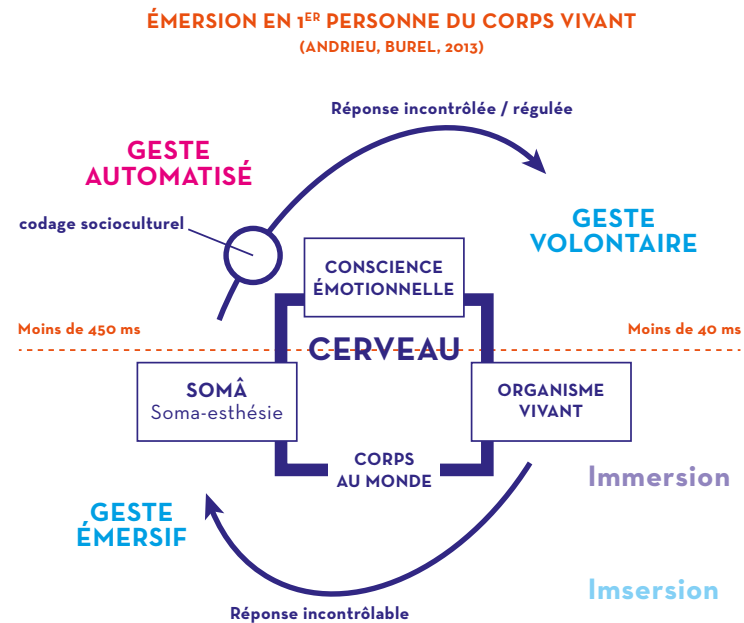 ÉMERSION EN 1ER PERSONNE DU CORPS VIVANT
(ANDRIEU, BUREL, 2013)
Réponse incontrôlée / régulée
GESTE
AUTOMATISÉ
codage socioculturel
GESTE
VOLONTAIRE
CONSCIENCE
ÉMOTIONNELLE
Moins de 450 ms
Moins de 40 ms
CERVEAU
SOMÂ
Soma-esthésie
ORGANISME
VIVANT
CORPS
AU MONDE
Immersion
GESTE
ÉMERSIF
Imsersion
Réponse incontrôlable